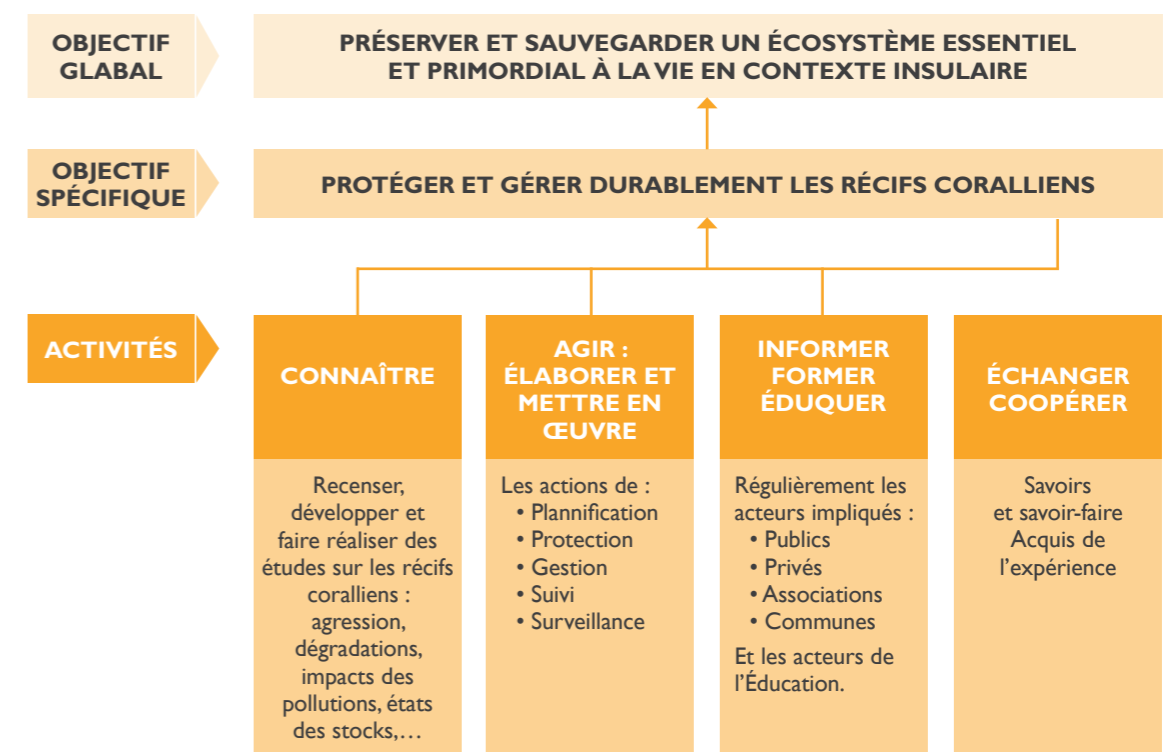 OBJECTIF
GLABAL
PRÉSERVER ET SAUVEGARDER UN ÉCOSYSTÈME ESSENTIEL
ET PRIMORDIAL À LA VIE EN CONTEXTE INSULAIRE
OBJECTIF
SPÉCIFIQUE
PROTÉGER ET GÉRER DURABLEMENT LES RÉCIFS CORALLIENS
ACTIVITÉS
CONNAÎTRE
Recenser,
développer et
faire réaliser des
études sur les récifs
coralliens :
agression,
dégradations,
impacts des
pollutions, états
des stocks,…
AGIR :
ÉLABORER ET
METTRE EN
ŒUVRE
Les actions de :
• Plannification
• Protection
• Gestion
• Suivi
• Surveillance
INFORMER
FORMER
ÉDUQUER
Régulièrement les
acteurs impliqués :
• Publics
• Privés
• Associations
• Communes
Et les acteurs de
l’Éducation.
ÉCHANGER
COOPÉRER
Savoirs
et savoir-faire
Acquis de
l’expérience